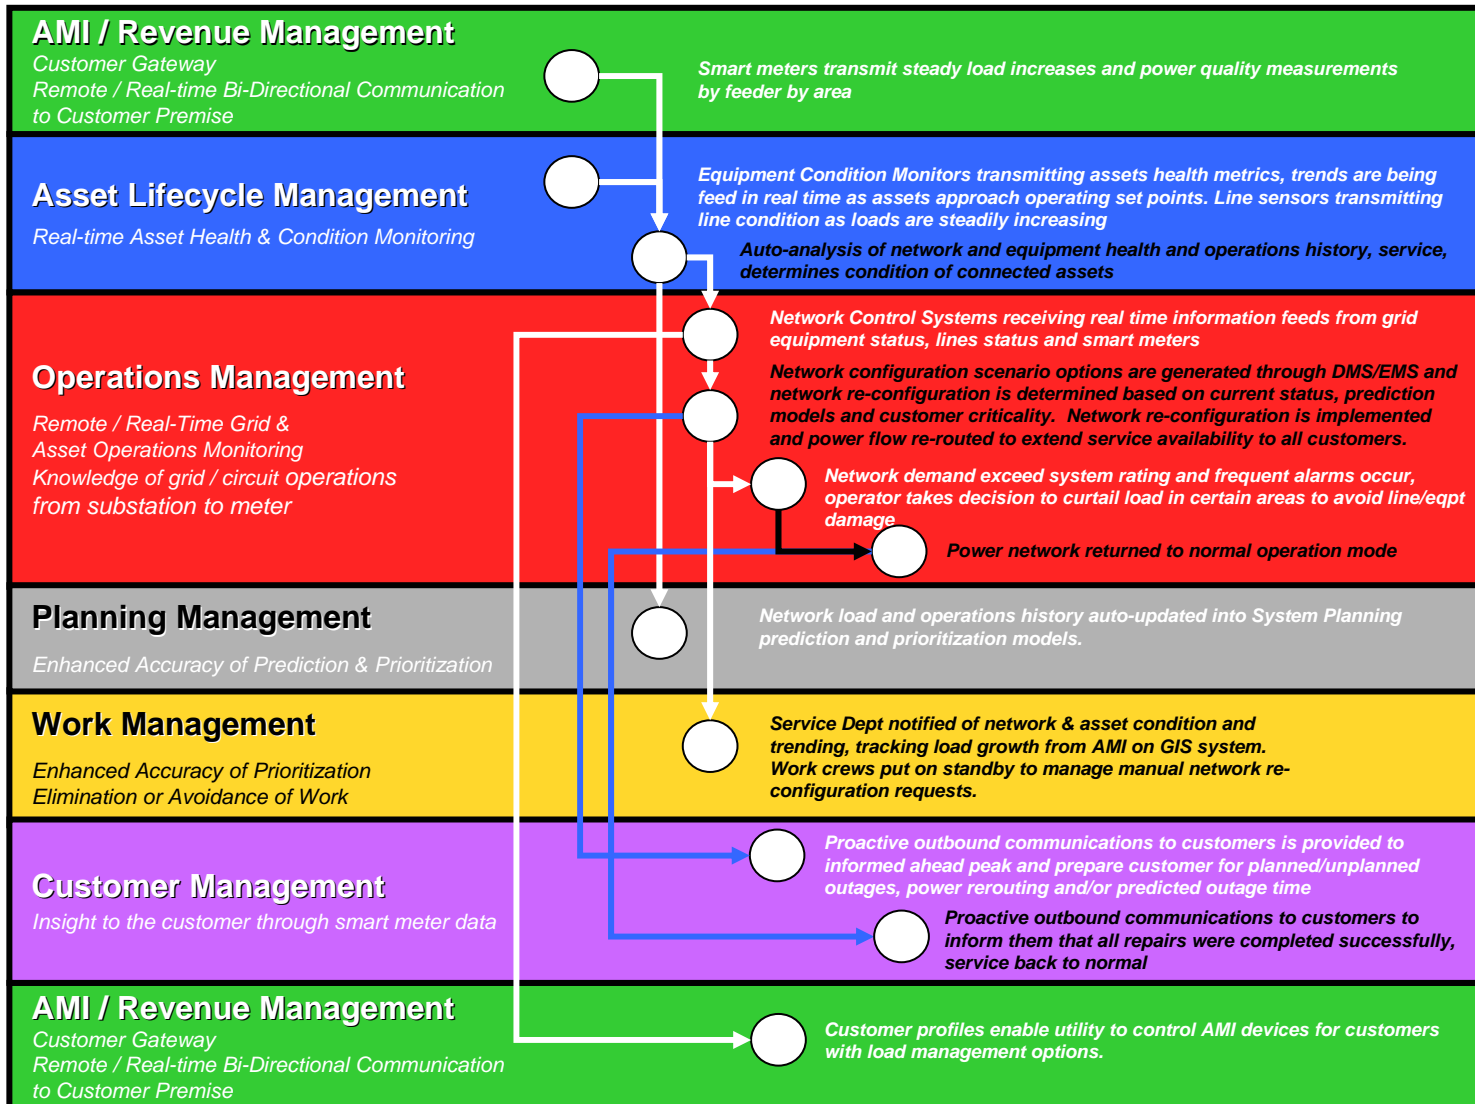 AMI / Revenue Management
Customer Gateway
Remote / Real-time Bi-Directional Communication
to Customer Premise
Smart meters transmit steady load increases and power quality measurements
by feeder by area
Asset Lifecycle Management
Real-time Asset Health & Condition Monitoring
Equipment Condition Monitors transmitting assets health metrics, trends are being
feed in real time as assets approach operating set points. Line sensors transmitting
line condition as loads are steadily increasing
Auto-analysis of network and equipment health and operations history, service,
determines condition of connected assets
Operations Management
Remote / Real-Time Grid &
Asset Operations Monitoring
Knowledge of grid / circuit operations
from substation to meter
Network Control Systems receiving real time information feeds from grid
equipment status, lines status and smart meters
Network configuration scenario options are generated through DMS/EMS and
network re-configuration is determined based on current status, prediction
models and customer criticality. Network re-configuration is implemented
and power flow re-routed to extend service availability to all customers.
Network demand exceed system rating and frequent alarms occur,
operator takes decision to curtail load in certain areas to avoid line/eqpt
damage
Power network returned to normal operation mode
Planning Management
Enhanced Accuracy of Prediction & Prioritization
Network load and operations history auto-updated into System Planning
prediction and prioritization models.
Work Management
Enhanced Accuracy of Prioritization
Elimination or Avoidance of Work
Service Dept notified of network & asset condition and
trending, tracking load growth from AMI on GIS system.
Work crews put on standby to manage manual network re-
configuration requests.
Customer Management
Insight to the customer through smart meter data
Proactive outbound communications to customers is provided to
informed ahead peak and prepare customer for planned/unplanned
outages, power rerouting and/or predicted outage time
Proactive outbound communications to customers to
inform them that all repairs were completed successfully,
service back to normal
AMI / Revenue Management
Customer Gateway
Remote / Real-time Bi-Directional Communication
to Customer Premise
Customer profiles enable utility to control AMI devices for customers
with load management options.